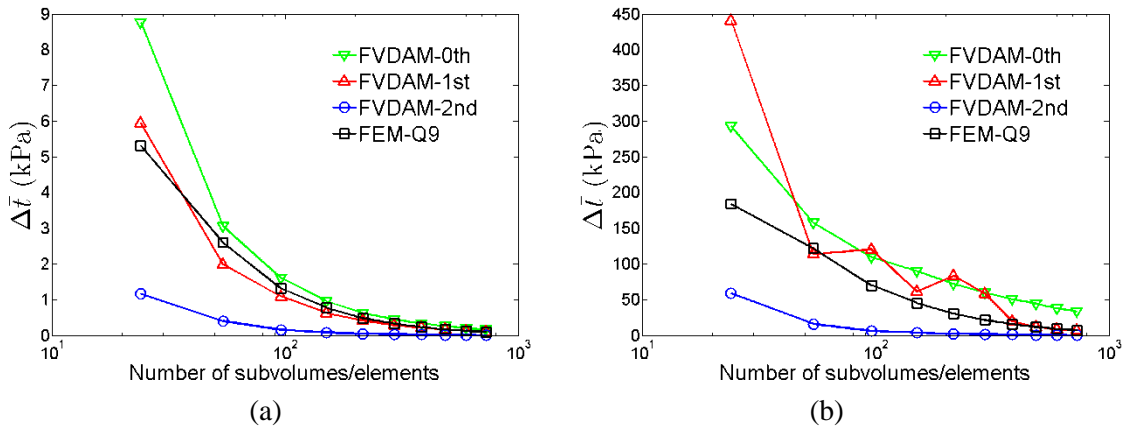 9
8
7
6
5
4
3
2
1
0
Δt̄ (kPa)
10¹
10²
10³
Number of subvolumes/elements
FVDAM-0th
FVDAM-1st
FVDAM-2nd
FEM-Q9
(a)
450
400
350
300
250
200
150
100
50
0
Δt̄ (kPa)
10¹
10²
10³
Number of subvolumes/elements
FVDAM-0th
FVDAM-1st
FVDAM-2nd
FEM-Q9
(b)